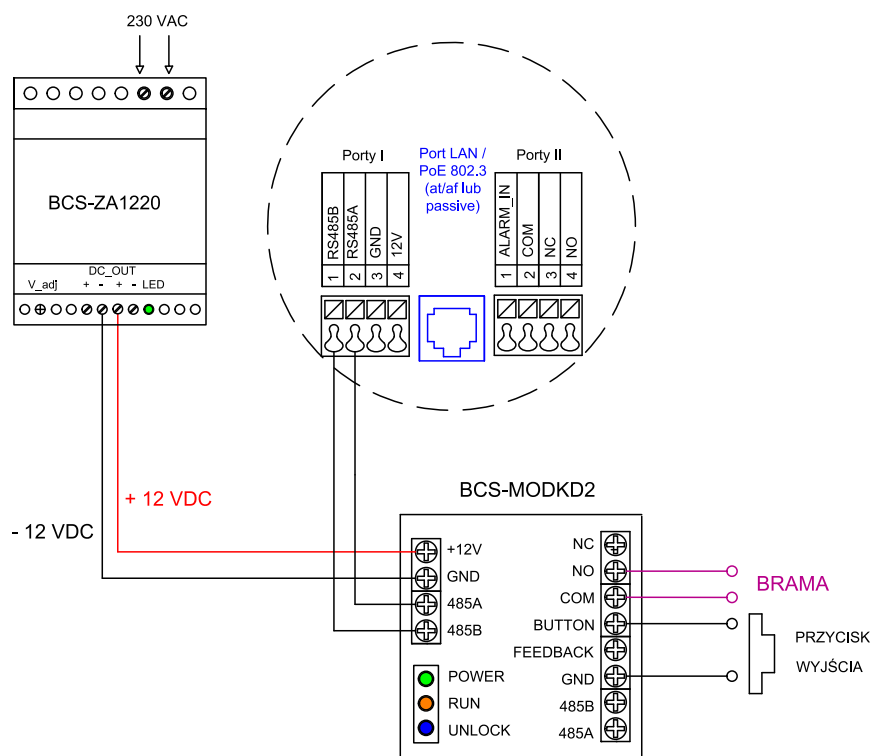 230 VAC
BCS-ZA1220
DC_OUT
V_adj + - + - LED
Porty I
Port LAN /
PoE 802.3
(at/af lub
passive)
Porty II
1 RS485B
2 RS485A
3 GND
4 12V
1 ALARM_IN
2 COM
3 NC
4 NO
+ 12 VDC
- 12 VDC
BCS-MODKD2
+12V
GND
485A
485B
POWER
RUN
UNLOCK
NC
NO
COM
BUTTON
FEEDBACK
GND
485B
485A
BRAMA
PRZYCISK
WYJŚCIA